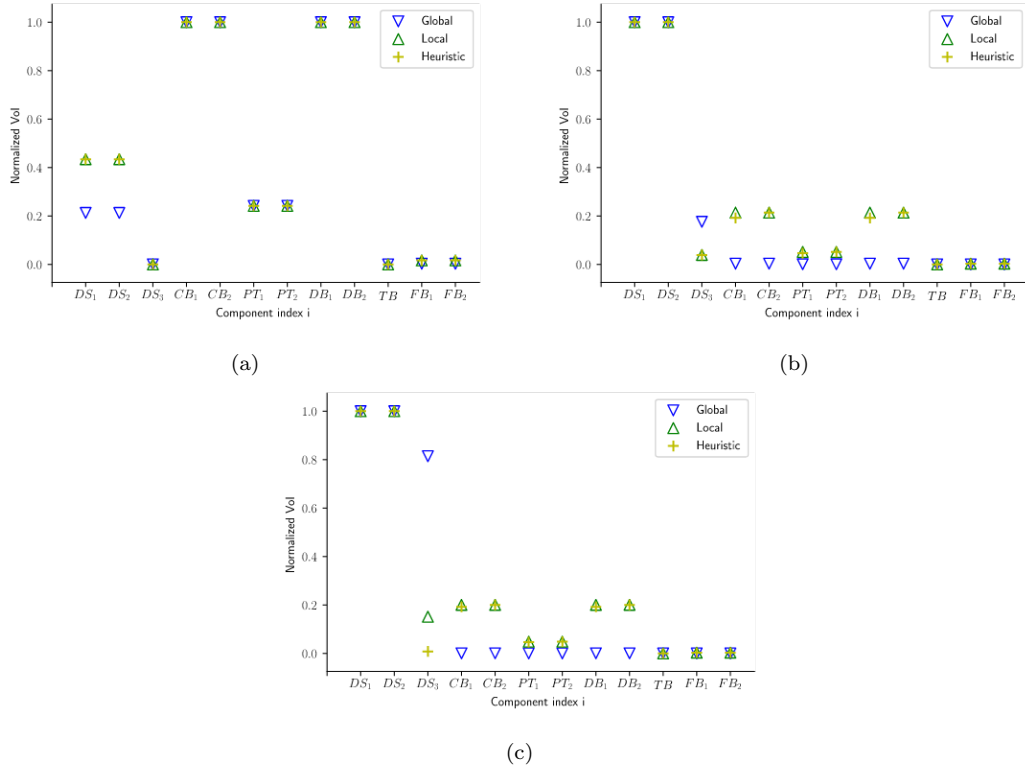 1.0
0.8
0.6
0.4
0.2
0.0
Normalized Vol
Global
Local
Heuristic
DS₁ DS₂ DS₃ CB₁ CB₂ PT₁ PT₂ DB₁ DB₂ TB FB₁ FB₂
Component index i
(a)
1.0
0.8
0.6
0.4
0.2
0.0
Normalized Vol
Global
Local
Heuristic
DS₁ DS₂ DS₃ CB₁ CB₂ PT₁ PT₂ DB₁ DB₂ TB FB₁ FB₂
Component index i
(b)
1.0
0.8
0.6
0.4
0.2
0.0
Normalized Vol
Global
Local
Heuristic
DS₁ DS₂ DS₃ CB₁ CB₂ PT₁ PT₂ DB₁ DB₂ TB FB₁ FB₂
Component index i
(c)